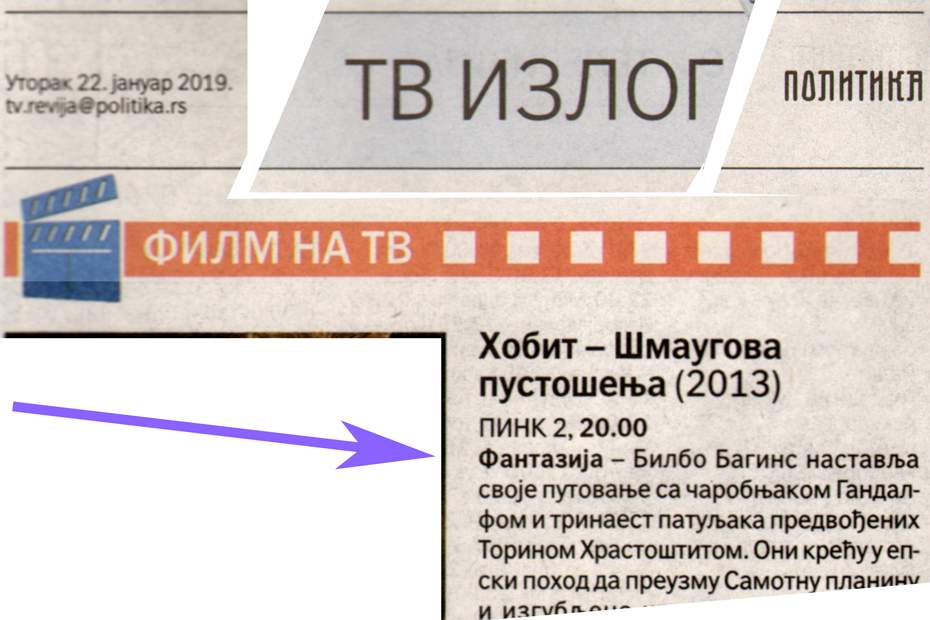 Уторак 22. јануар 2019.
tv.revija@politika.rs
ТВ ИЗЛОГ
ПОЛИТИКА
ФИЛМ НА ТВ
Хобит – Шмаугова
пустошења (2013)
ПИНК 2, 20.00
Фантазија – Билбо Багинс наставља
своје путовање са чаробњаком Гандал-
фом и тринаест патуљака предвођених
Торином Храстоштитом. Они крећу у еп-
ски поход да преузму Самотну планину
и